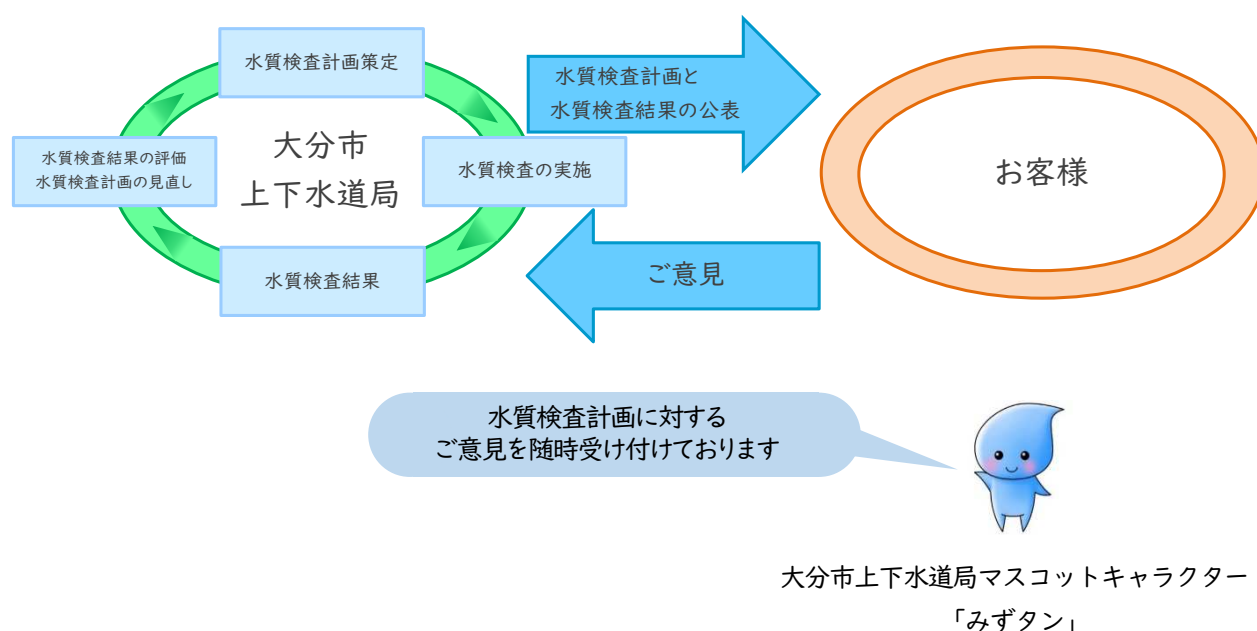 水質検査計画策定
水質検査計画と
水質検査結果の公表
大分市
上下水道局
水質検査結果の評価
水質検査計画の見直し
水質検査の実施
お客様
水質検査結果
ご意見
水質検査計画に対する
ご意見を随時受け付けております
大分市上下水道局マスコットキャラクター
「みずタン」